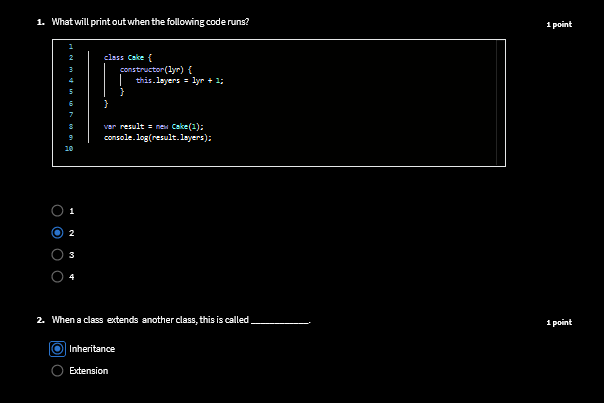 1. What will print out when the following code runs?
1 point
1
2 class Cake {
3 constructor(lyr) {
4 this.layers = lyr + 1;
5 }
6 }
7
8 var result = new Cake(1);
9 console.log(result.layers);
10
1
2
3
4
2. When a class extends another class, this is called ____________.
1 point
Inheritance
Extension